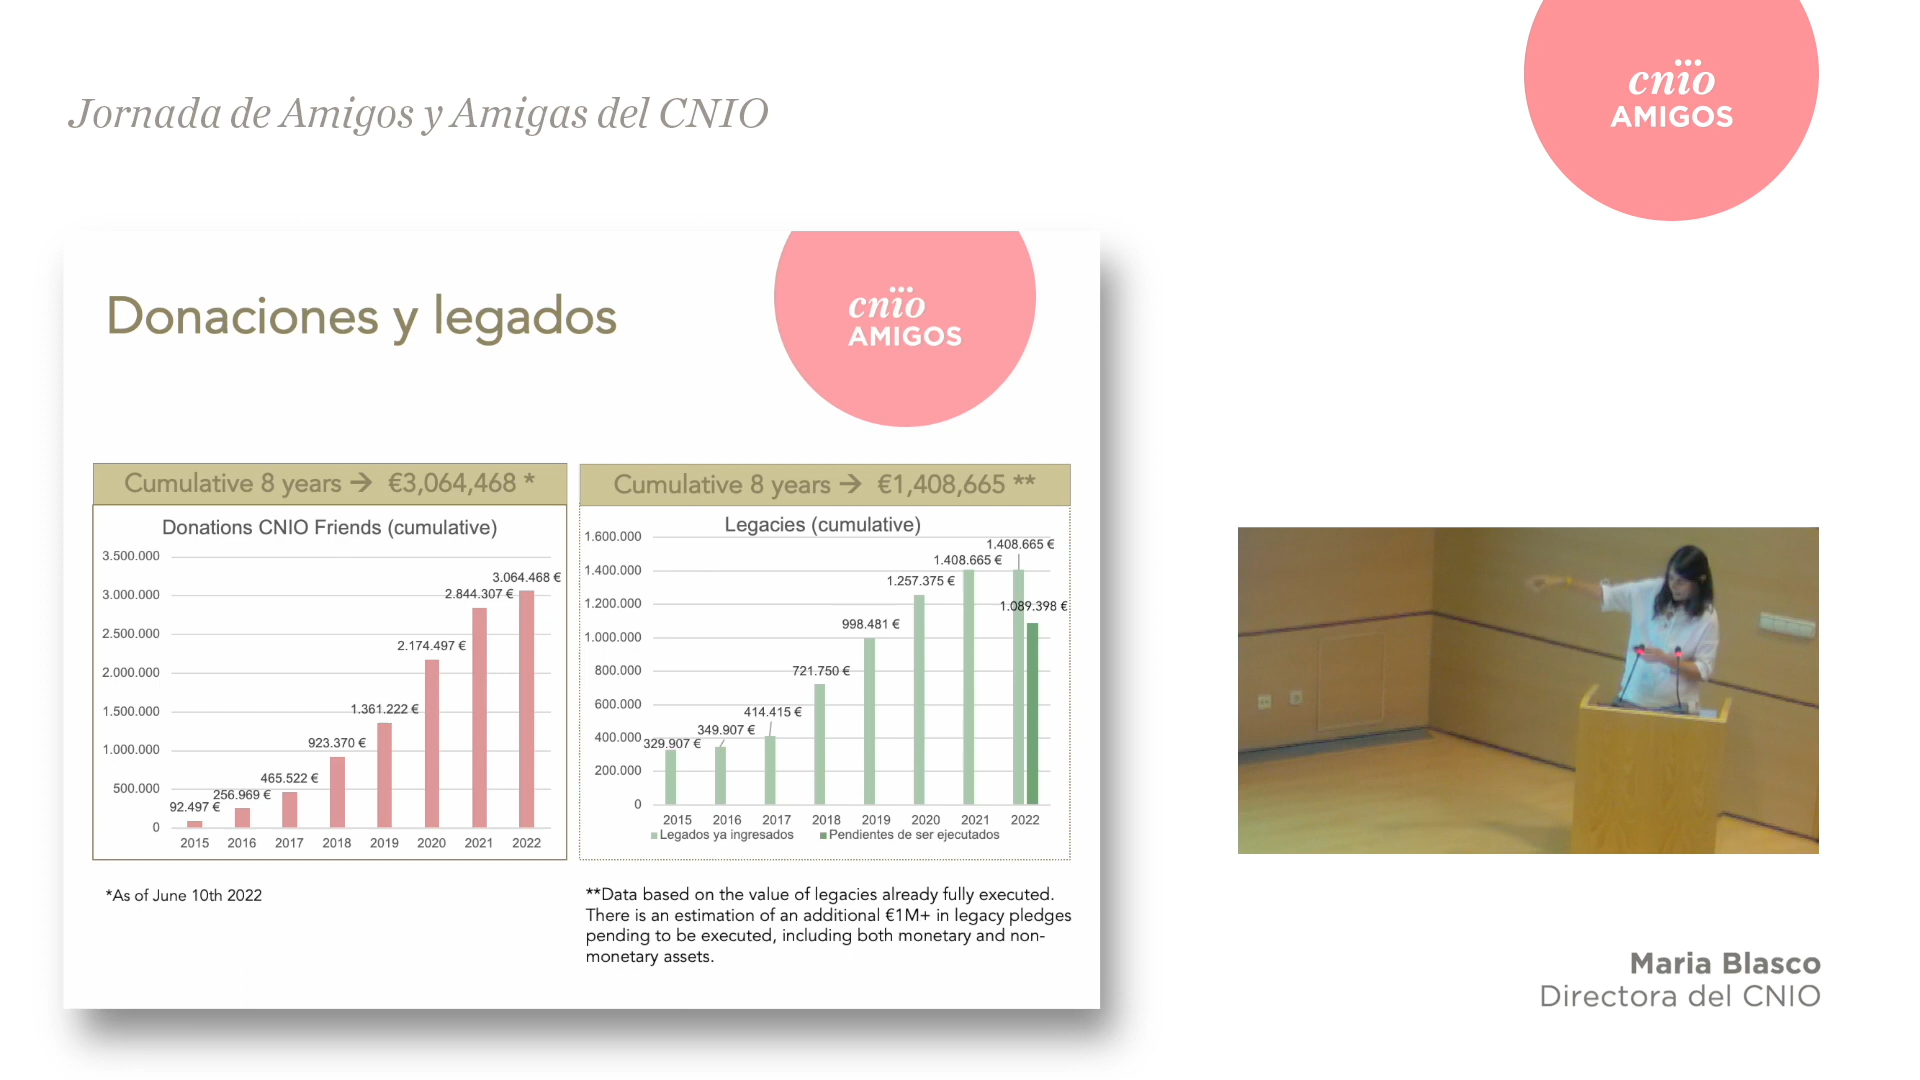 Jornada de Amigos y Amigas del CNIO
cnio
AMIGOS
Donaciones y legados
cnio
AMIGOS
Cumulative 8 years → €3,064,468 *
Donations CNIO Friends (cumulative)
3.500.000
3.000.000
2.500.000
2.000.000
1.500.000
1.000.000
500.000
0
92.497 €
256.969 €
465.522 €
923.370 €
1.361.222 €
2.174.497 €
2.844.307 €
3.064.468 €
2015 2016 2017 2018 2019 2020 2021 2022
*As of June 10th 2022
Cumulative 8 years → €1,408,665 **
Legacies (cumulative)
1.600.000
1.400.000
1.200.000
1.000.000
800.000
600.000
400.000
200.000
0
329.907 €
349.907 €
414.415 €
721.750 €
998.481 €
1.257.375 €
1.408.665 €
1.408.665 €
1.089.398 €
2015 2016 2017 2018 2019 2020 2021 2022
Legados ya ingresados Pendientes de ser ejecutados
**Data based on the value of legacies already fully executed.
There is an estimation of an additional €1M+ in legacy pledges
pending to be executed, including both monetary and non-
monetary assets.
Maria Blasco
Directora del CNIO